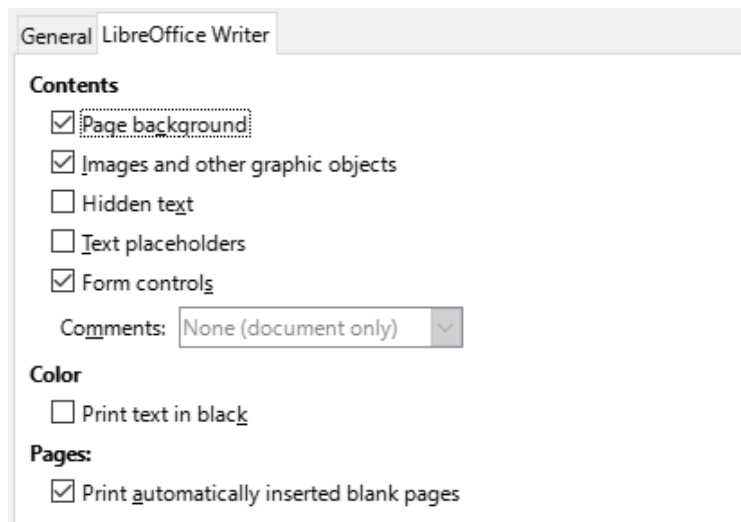 General LibreOffice Writer
Contents
Page background
Images and other graphic objects
Hidden text
Text placeholders
Form controls
Comments: None (document only)
Color
Print text in black
Pages:
Print automatically inserted blank pages